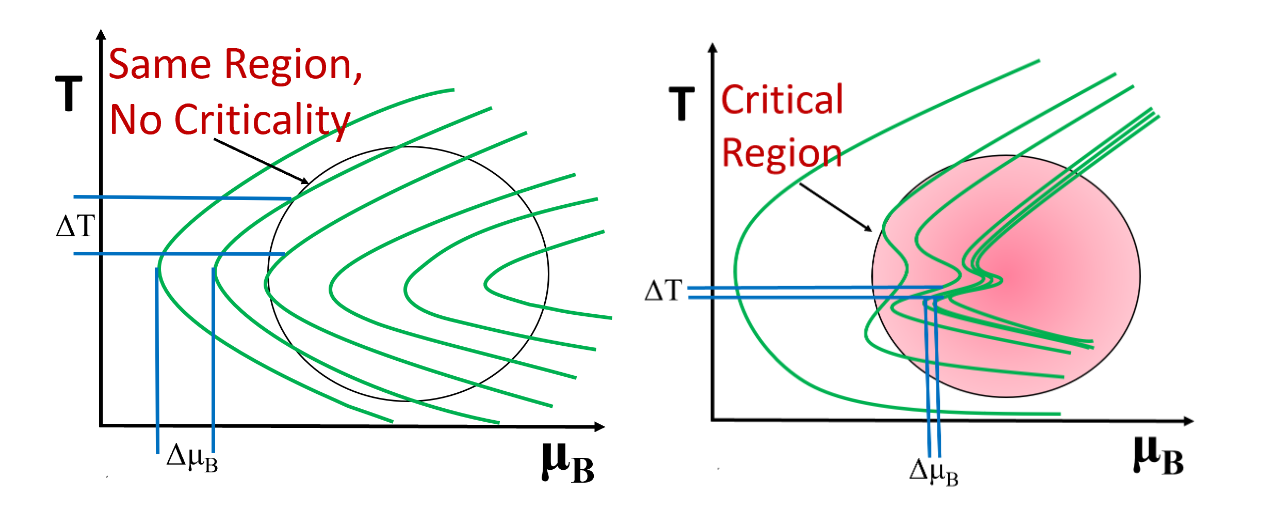 Same Region,
No Criticality
T
ΔT
Δμ_B
μ_B
Critical
Region
T
ΔT
Δμ_B
μ_B